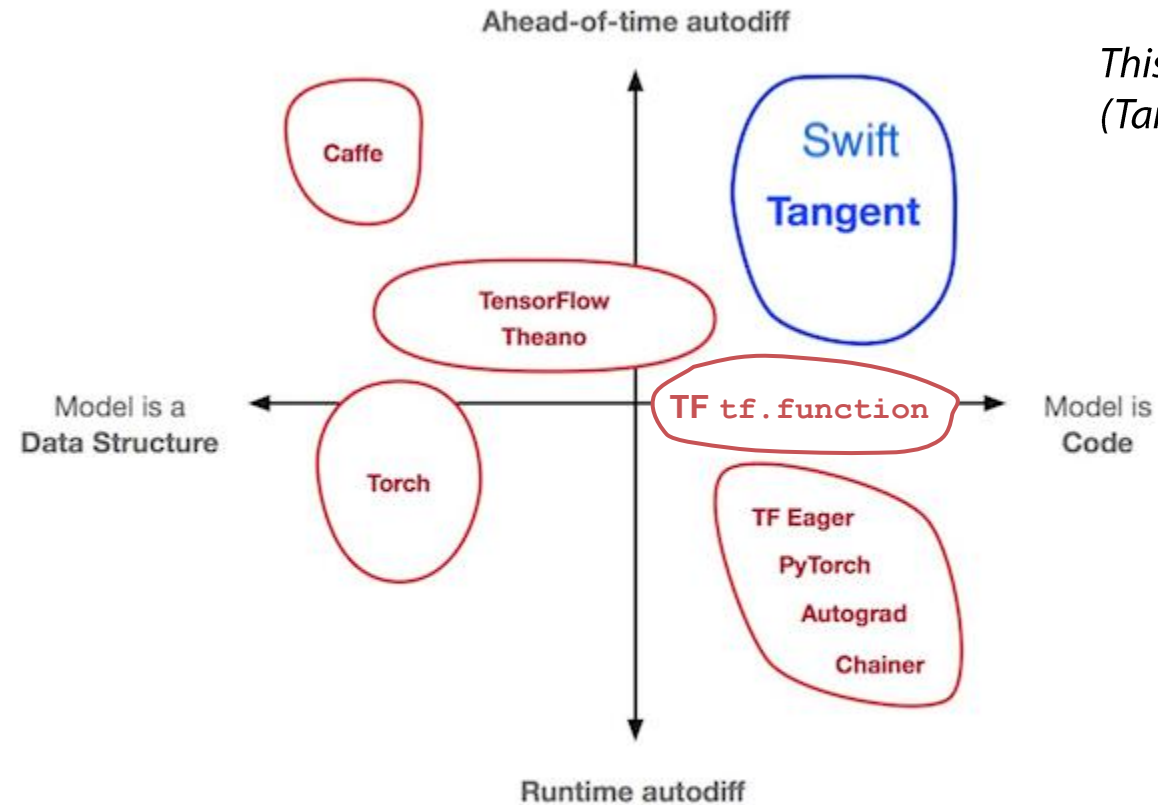 Ahead-of-time autodiff
This
(Tan
Caffe
Swift
Tangent
TensorFlow
Theano
Model is a
Data Structure
TF tf.function
Model is
Code
Torch
TF Eager
PyTorch
Autograd
Chainer
Runtime autodiff